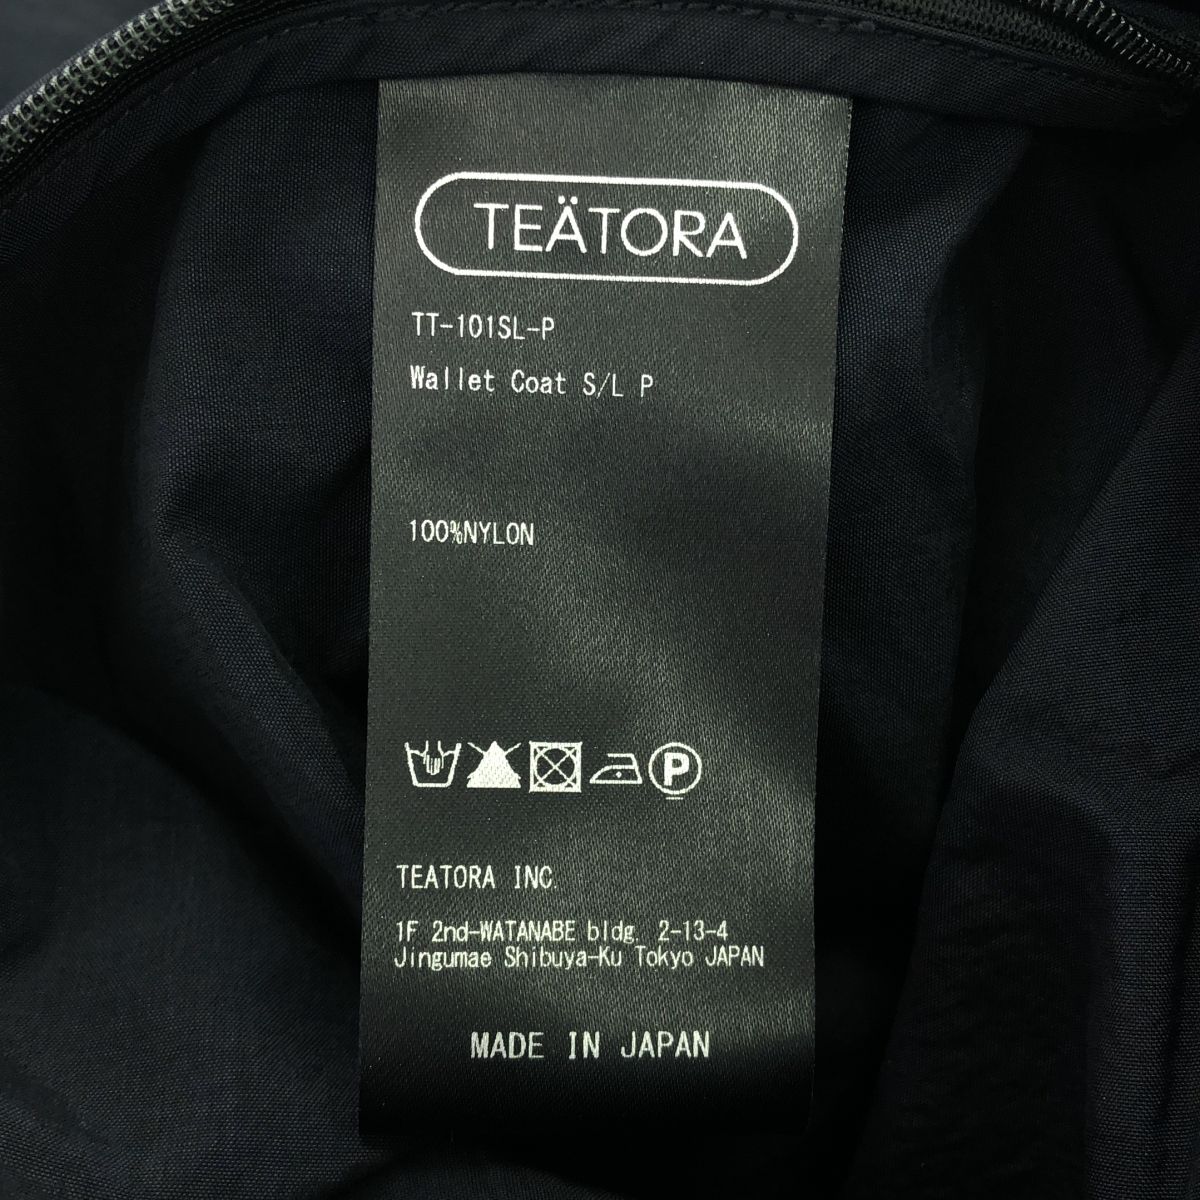 TEÄTORA
TT-101SL-P
Wallet Coat S/L P
100%NYLON
P
TEATORA INC.
1F 2nd-WATANABE bldg. 2-13-4
Jingumae Shibuya-Ku Tokyo JAPAN
MADE IN JAPAN